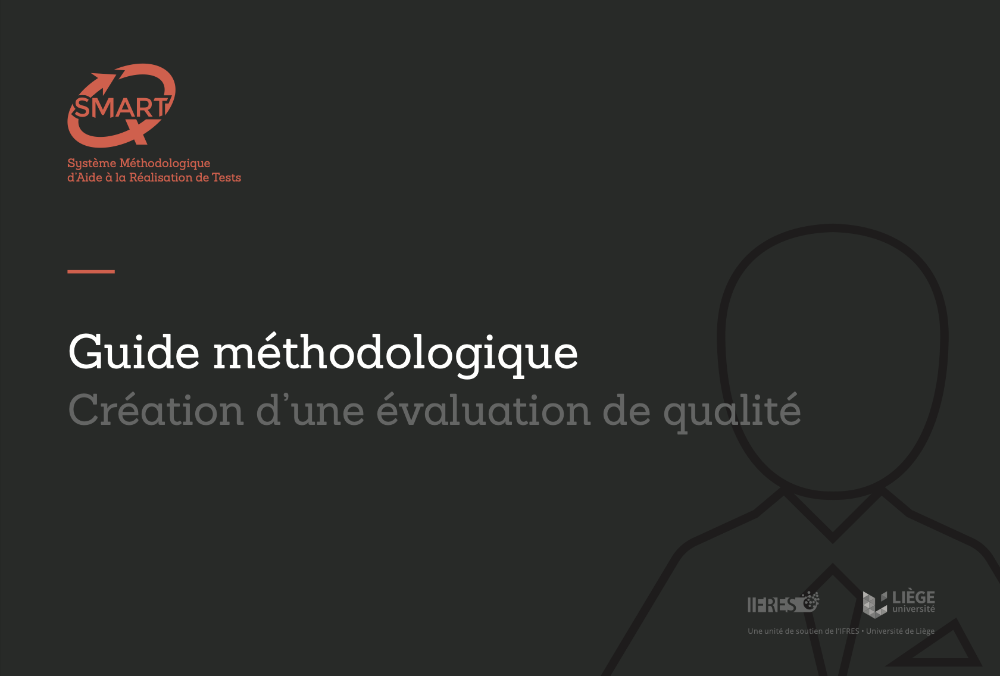 SMART
Système Méthodologique
d'Aide à la Réalisation de Tests
Guide méthodologique
Création d'une évaluation de qualité
IFRES
LIÈGE
université
Une unité de soutien de l'IFRES • Université de Liège